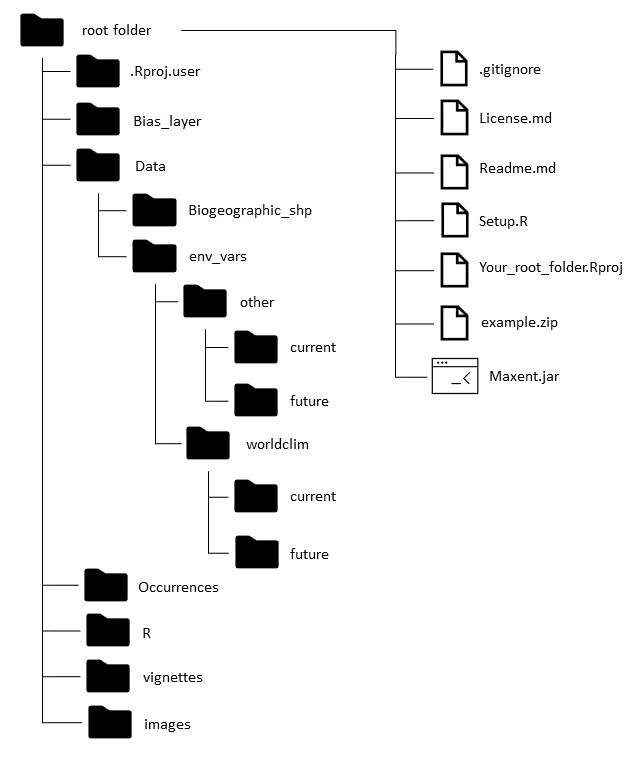 root folder
.Rproj.user
Bias_layer
Data
Biogeographic_shp
env_vars
other
current
future
worldclim
current
future
Occurrences
R
vignettes
images
.gitignore
License.md
Readme.md
Setup.R
Your_root_folder.Rproj
example.zip
Maxent.jar